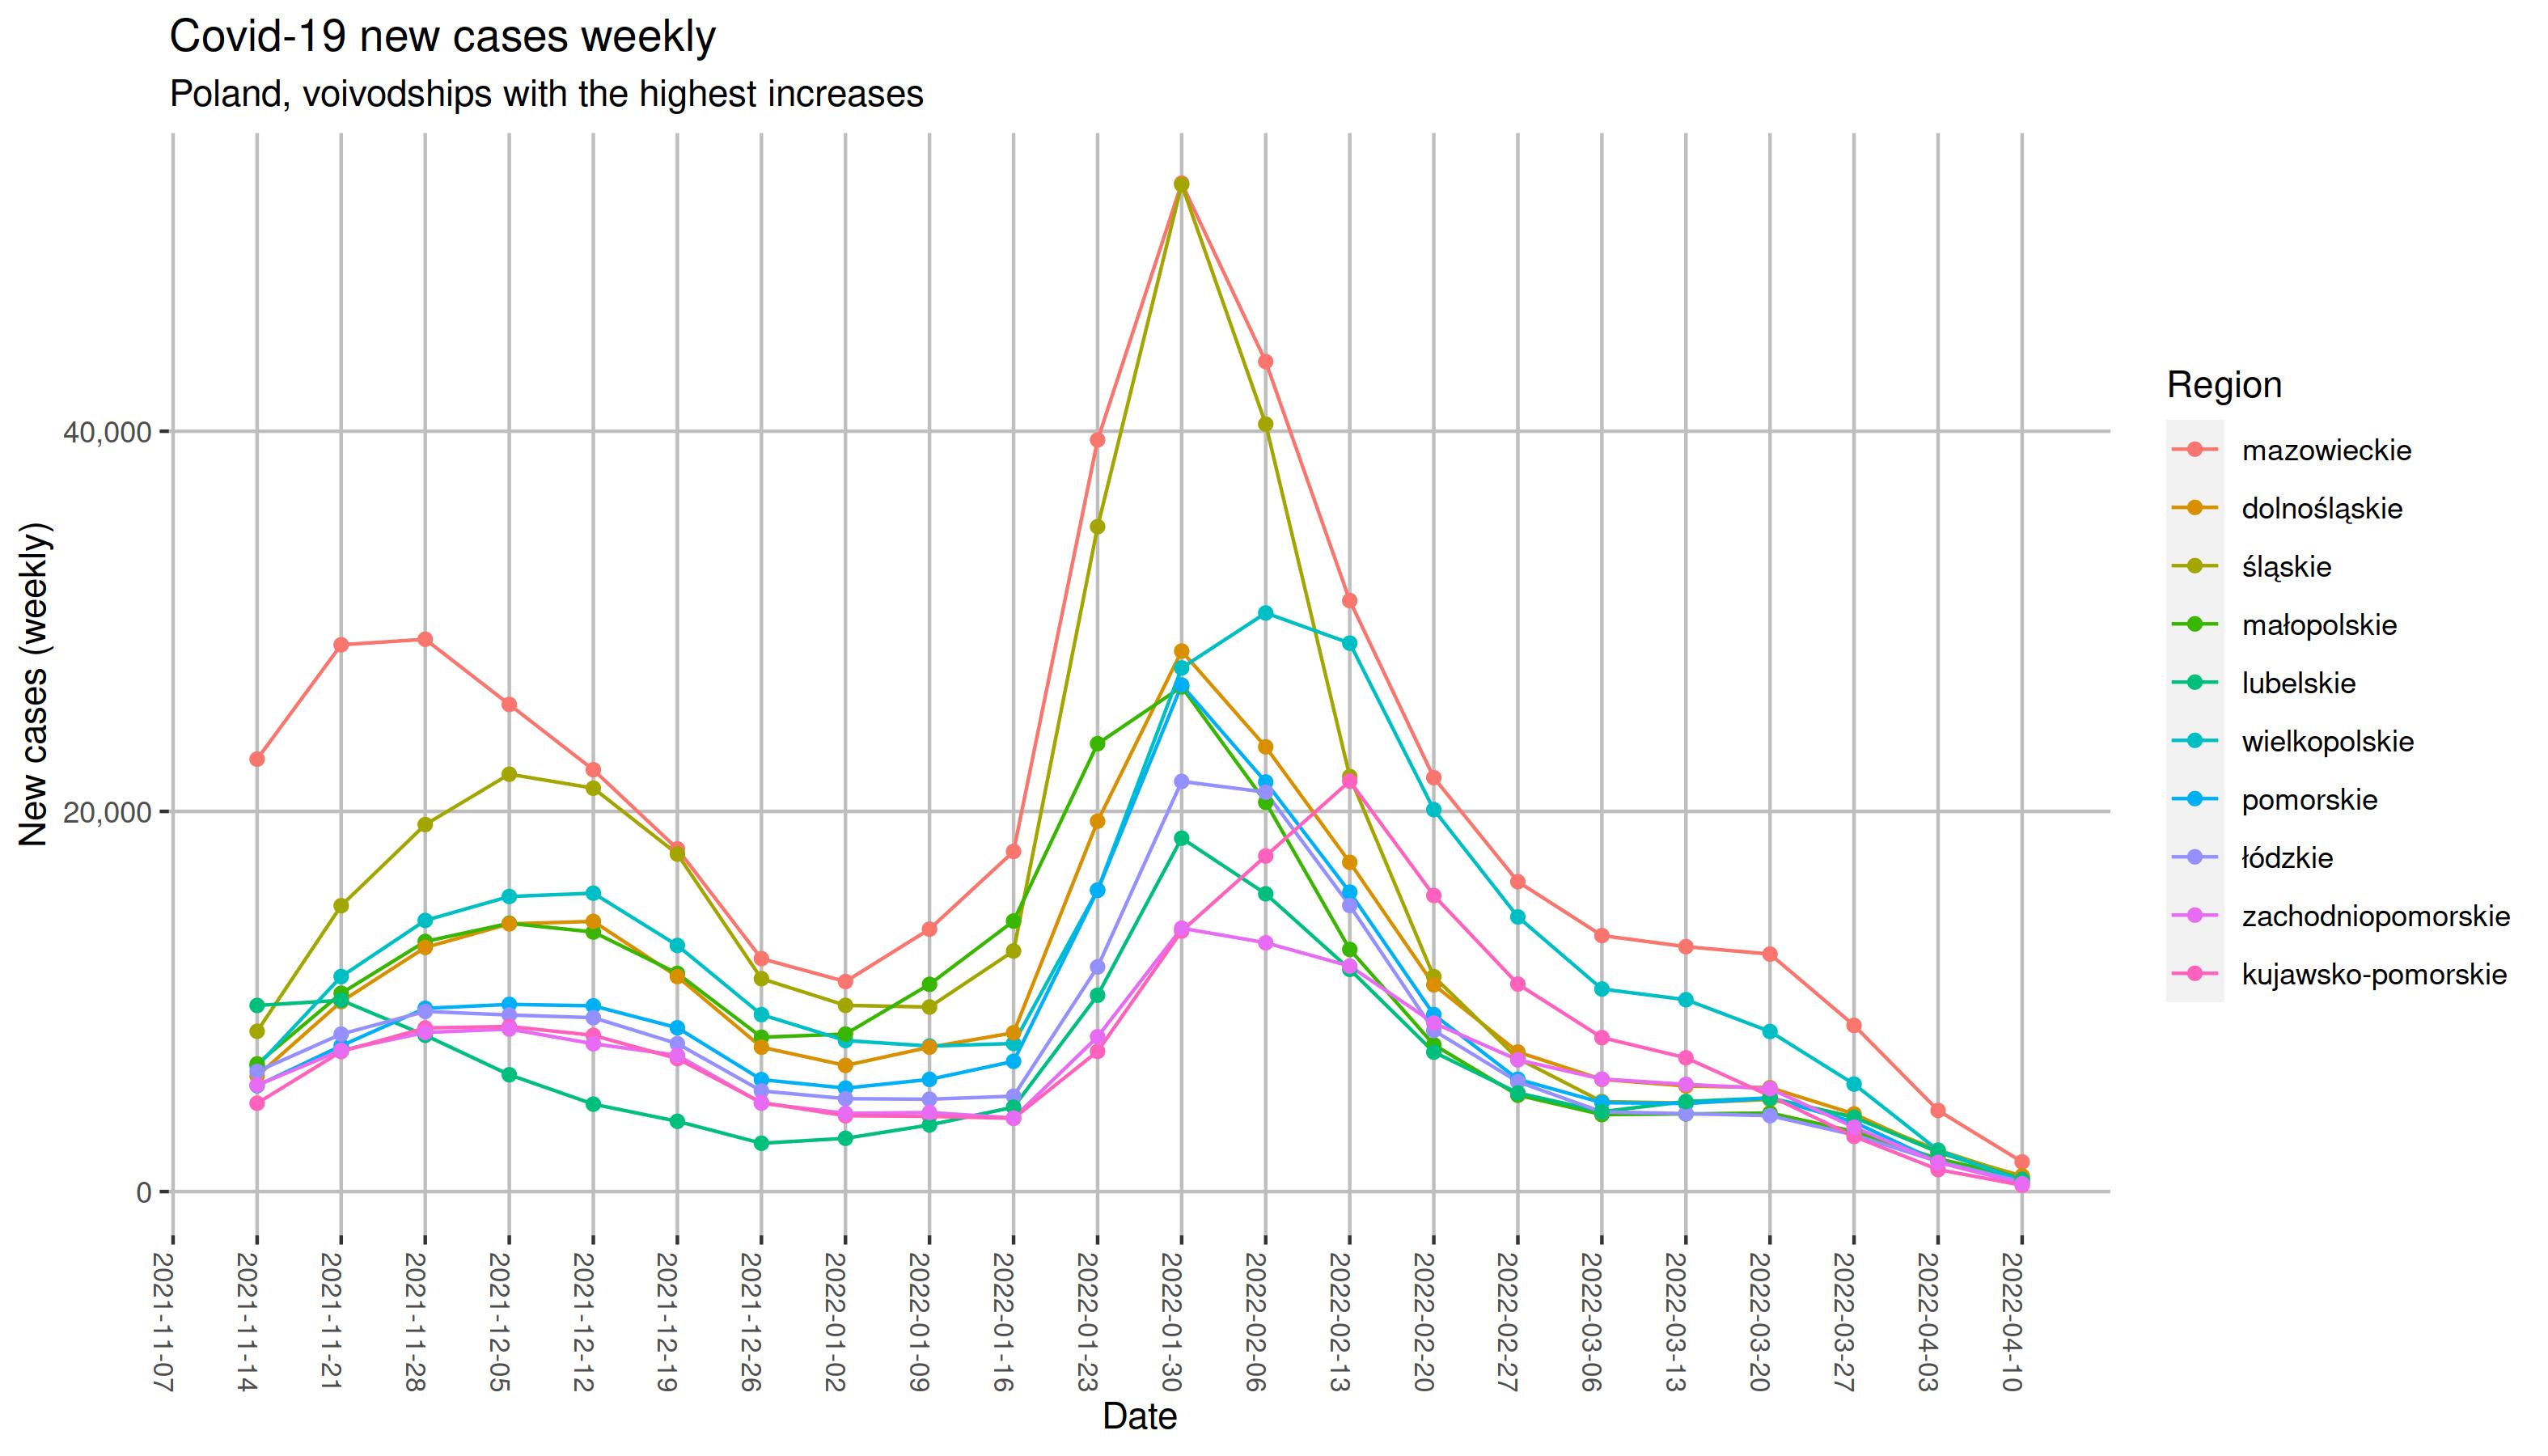 Covid-19 new cases weekly
Poland, voivodships with the highest increases
New cases (weekly)
40,000
20,000
0
2021-11-07
2021-11-14
2021-11-21
2021-11-28
2021-12-05
2021-12-12
2021-12-19
2021-12-26
2022-01-02
2022-01-09
2022-01-16
2022-01-23
2022-01-30
2022-02-06
2022-02-13
2022-02-20
2022-02-27
2022-03-06
2022-03-13
2022-03-20
2022-03-27
2022-04-03
2022-04-10
Date
Region
mazowieckie
dolnośląskie
śląskie
małopolskie
lubelskie
wielkopolskie
pomorskie
łódzkie
zachodniopomorskie
kujawsko-pomorskie